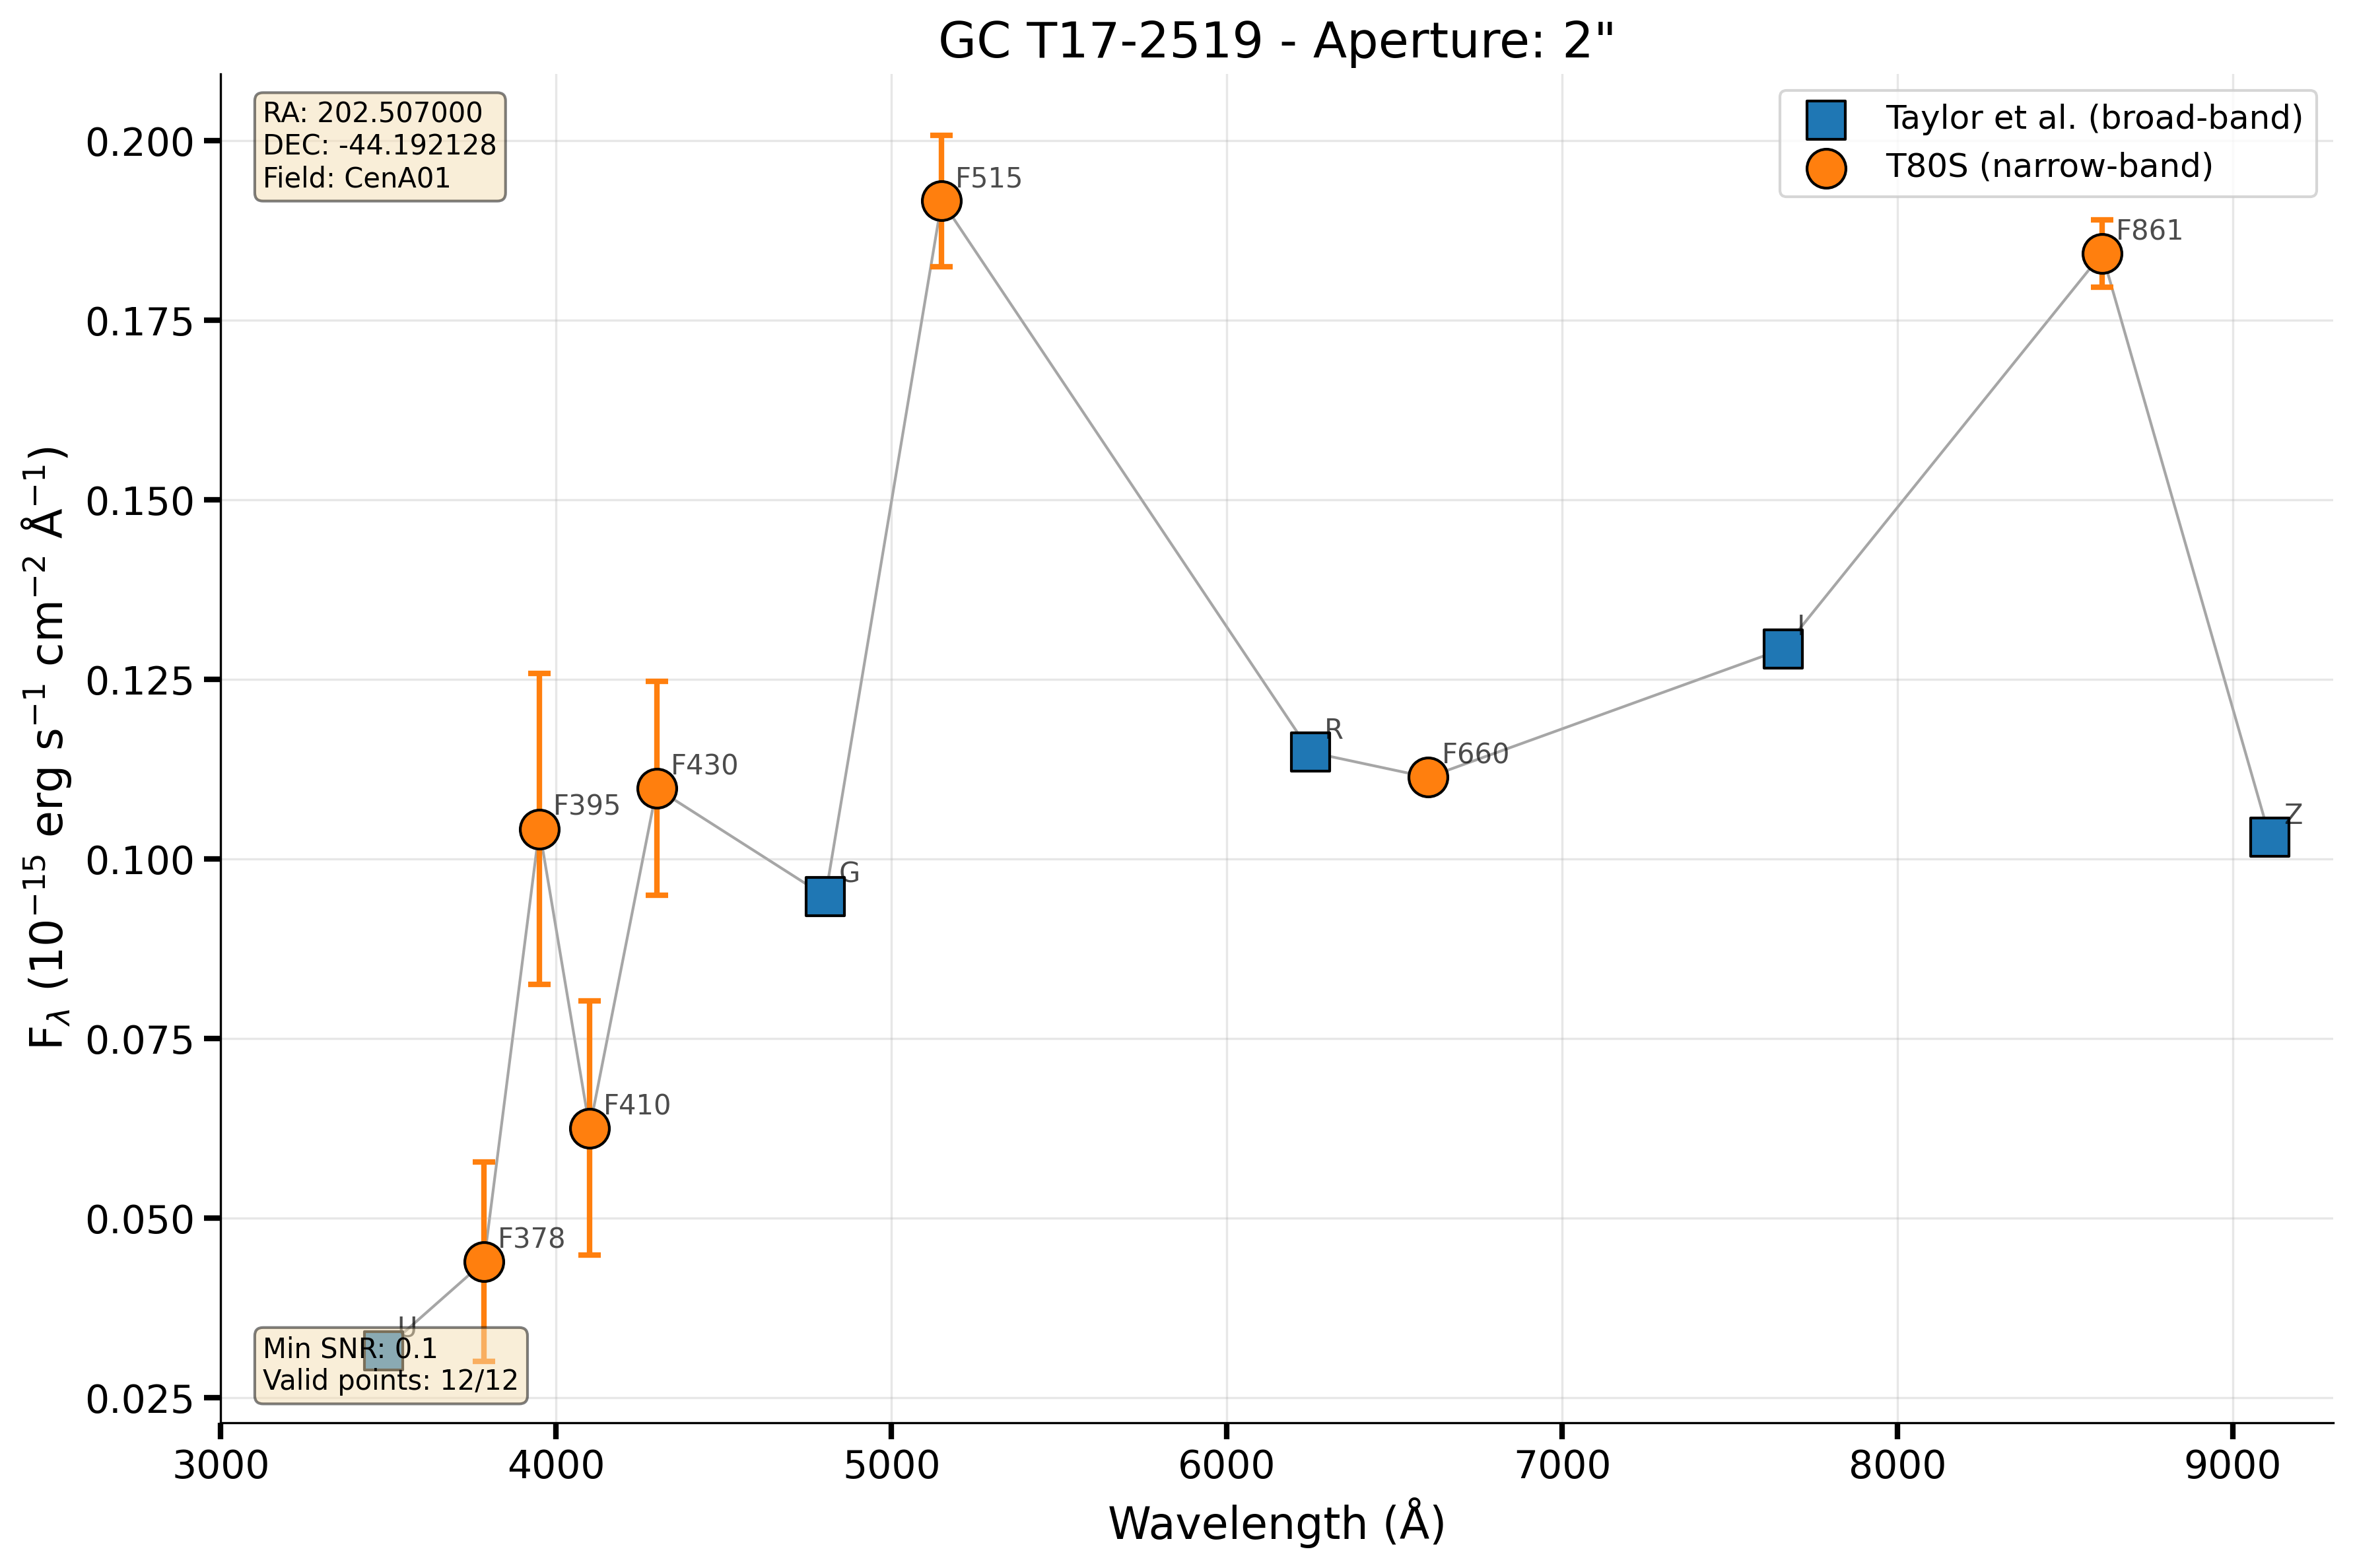 GC T17-2519 - Aperture: 2"
RA: 202.507000
DEC: -44.192128
Field: CenA01
Taylor et al. (broad-band)
T80S (narrow-band)
F515
F861
I
R
F660
F430
F395
Z
G
F410
F378
U
Min SNR: 0.1
Valid points: 12/12
0.200
0.175
0.150
0.125
0.100
0.075
0.050
0.025
F_λ (10⁻¹⁵ erg s⁻¹ cm⁻² Å⁻¹)
3000 4000 5000 6000 7000 8000 9000
Wavelength (Å)